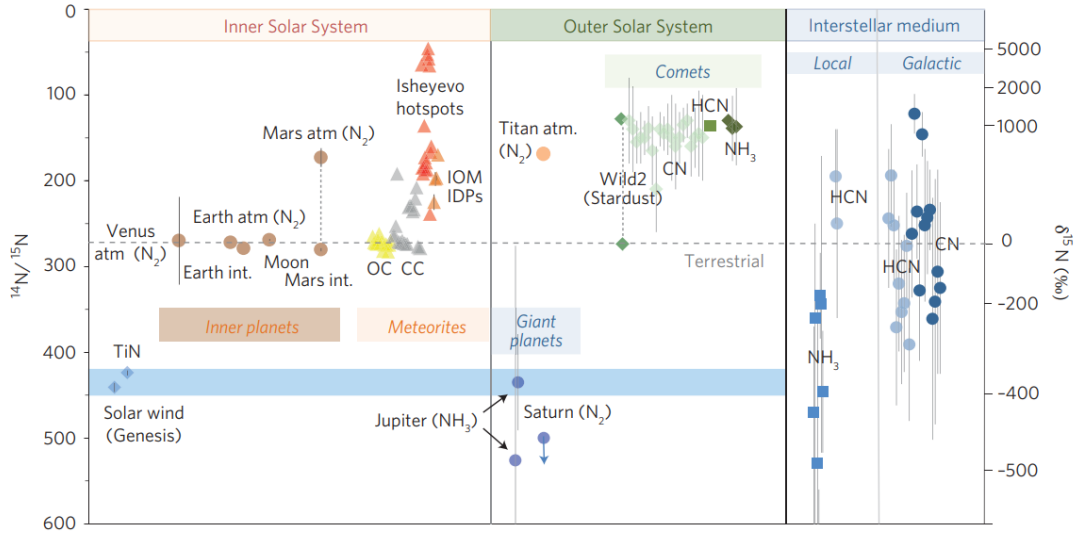 Inner Solar System
Outer Solar System
Interstellar medium
0
100
200
300
400
500
600
¹⁴N/ ¹⁵N
5000
2000
1000
0
–200
–400
–500
δ¹⁵ N (‰)
Local
Galactic
Comets
Isheyevo
hotspots
Mars atm (N₂)
IOM
IDPs
Venus
atm (N₂)
Earth atm (N₂)
Earth int.
Moon
Mars int.
OC
CC
Titan atm.
(N₂)
HCN
CN
NH₃
Wild2
(Stardust)
Terrestrial
HCN
HCN
CN
NH₃
Inner planets
Meteorites
Giant
planets
TiN
Solar wind
(Genesis)
Jupiter (NH₃)
Saturn (N₂)